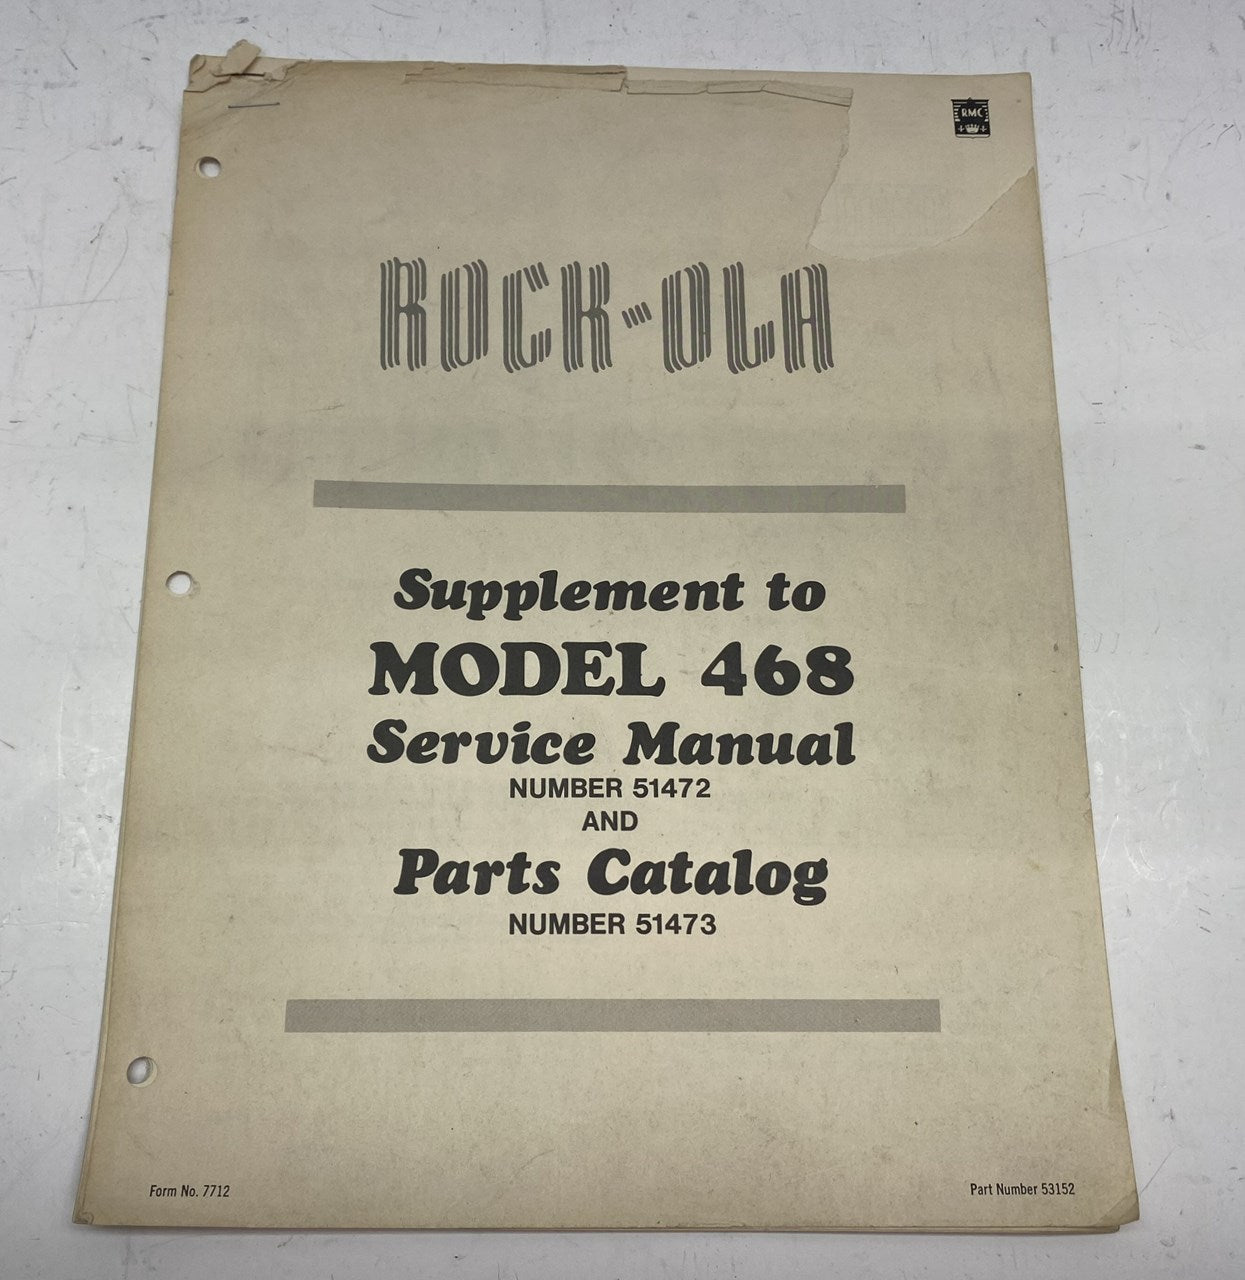 RMC
ROCK-OLA
Supplement to
MODEL 468
Service Manual
NUMBER 51472
AND
Parts Catalog
NUMBER 51473
Form No. 7712
Part Number 53152